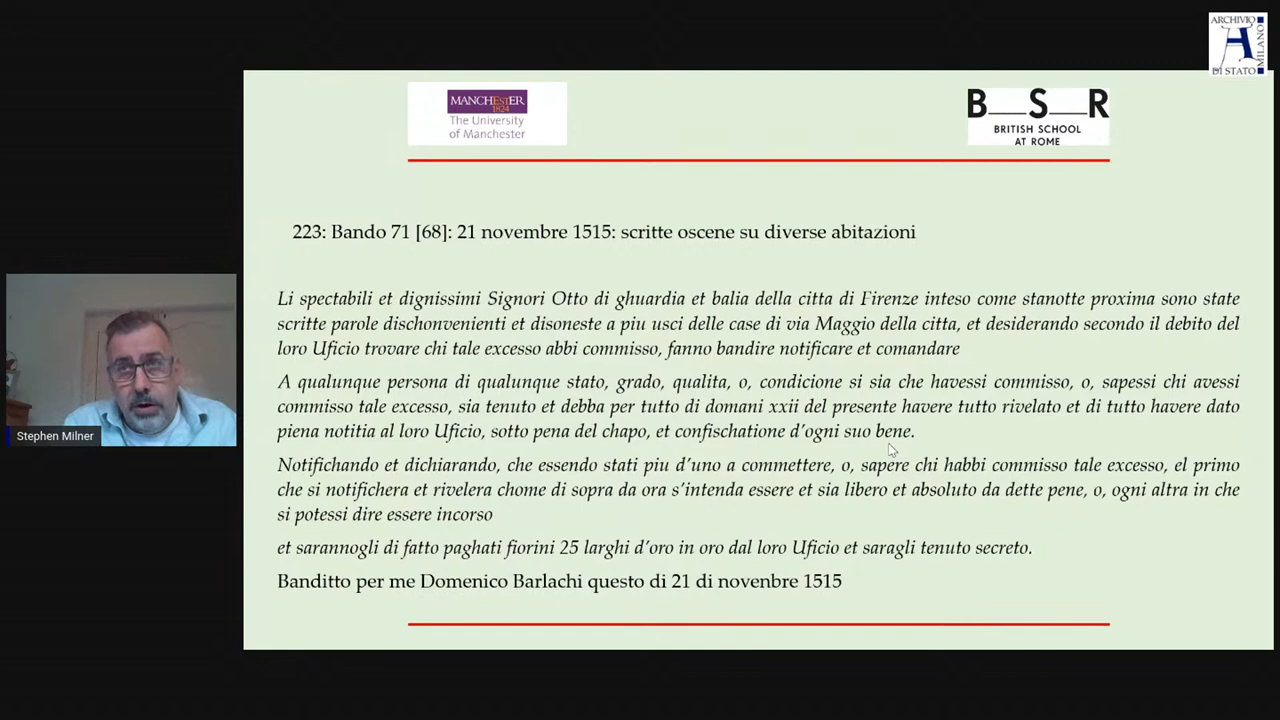 ARCHIVIO
DI STATO
MILANO
MANCHESTER
1824
The University
of Manchester
B__S__R
BRITISH SCHOOL
AT ROME
223: Bando 71 [68]: 21 novembre 1515: scritte oscene su diverse abitazioni
Li spectabili et dignissimi Signori Otto di ghuardia et balia della citta di Firenze inteso come stanotte proxima sono state
scritte parole dischonvenienti et disoneste a piu usci delle case di via Maggio della citta, et desiderando secondo il debito del
loro Uficio trovare chi tale excesso abbi commisso, fanno bandire notificare et comandare
A qualunque persona di qualunque stato, grado, qualita, o, condicione si sia che havessi commisso, o, sapessi chi avessi
commisso tale excesso, sia tenuto et debba per tutto di domani xxii del presente havere tutto rivelato et di tutto havere dato
piena notitia al loro Uficio, sotto pena del chapo, et confischatione d'ogni suo bene.
Notifichando et dichiarando, che essendo stati piu d'uno a commettere, o, sapere chi habbi commisso tale excesso, el primo
che si notifichera et rivelera chome di sopra da ora s'intenda essere et sia libero et absoluto da dette pene, o, ogni altra in che
si potessi dire essere incorso
et sarannogli di fatto paghati fiorini 25 larghi d'oro in oro dal loro Uficio et saragli tenuto secreto.
Banditto per me Domenico Barlachi questo di 21 di novenbre 1515
Stephen Milner